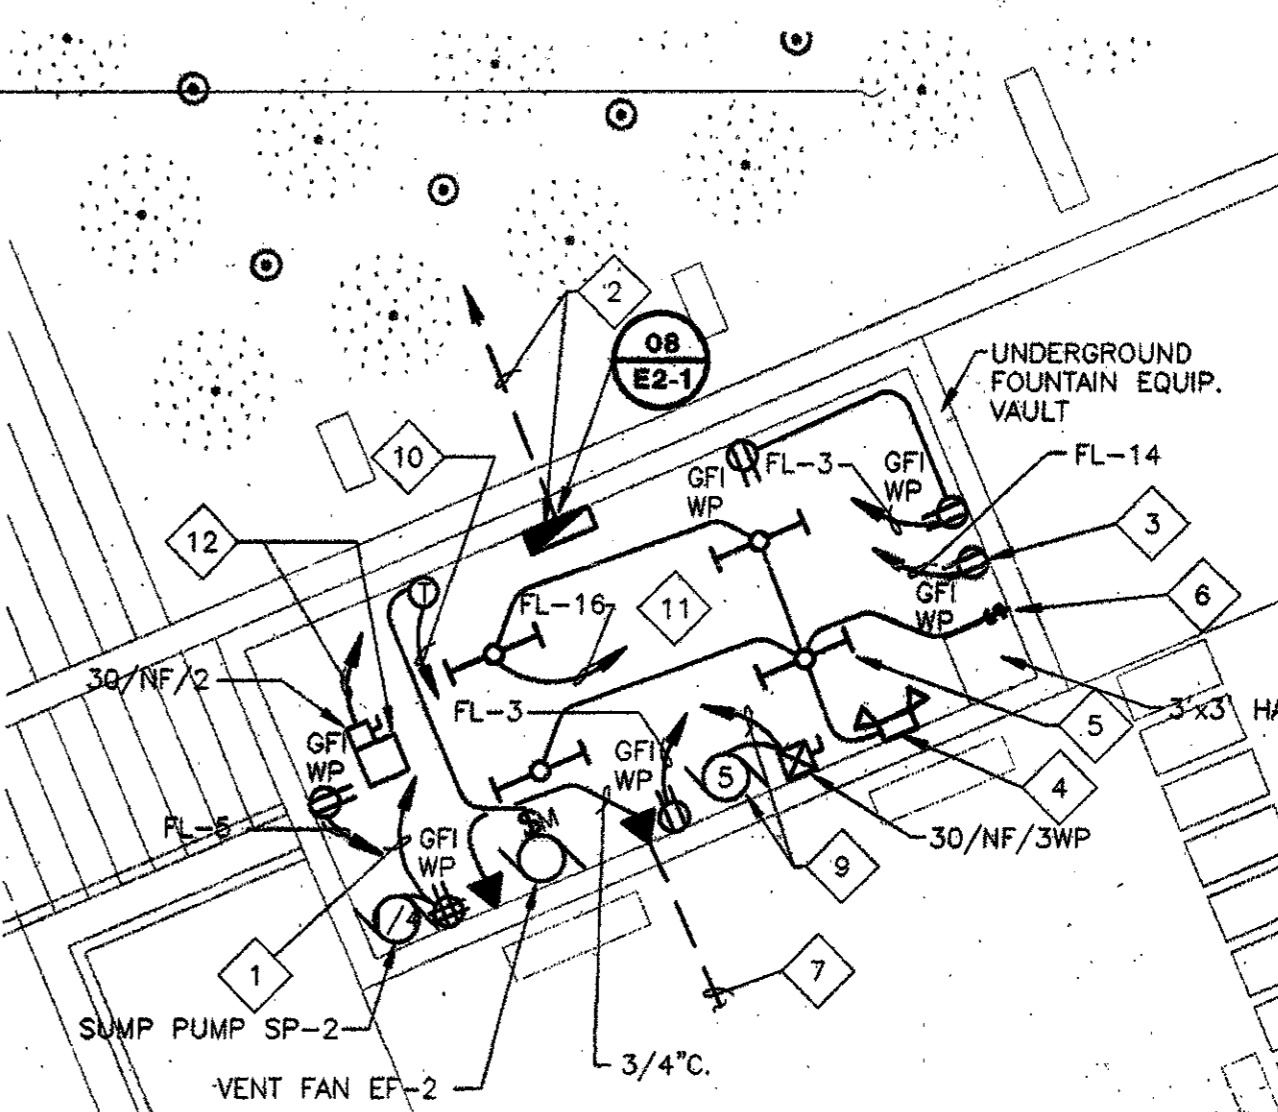 2
08
E2-1
UNDERGROUND
FOUNTAIN EQUIP.
VAULT
10
GFI
WP
FL-3
GFI
WP
FL-14
3
12
T
FL-16
11
GFI
WP
6
30/NF/2
FL-3
5
3'x3' HA
GFI
WP
GFI
WP
5
4
FL-5
GFI
WP
M
30/NF/3WP
9
1
7
SUMP PUMP SP-2
3/4"C.
VENT FAN EF-2